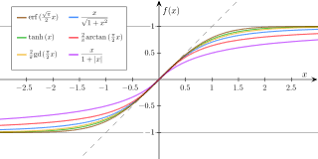 f(x)
erf(√π/2 x)
x/√(1+x²)
tanh(x)
2/π arctan(π/2 x)
2/π gd(π/2 x)
x/(1+|x|)
1
0.5
x
−2.5 −2 −1.5 −1 −0.5 0.5 1 1.5 2 2.5
−0.5
−1